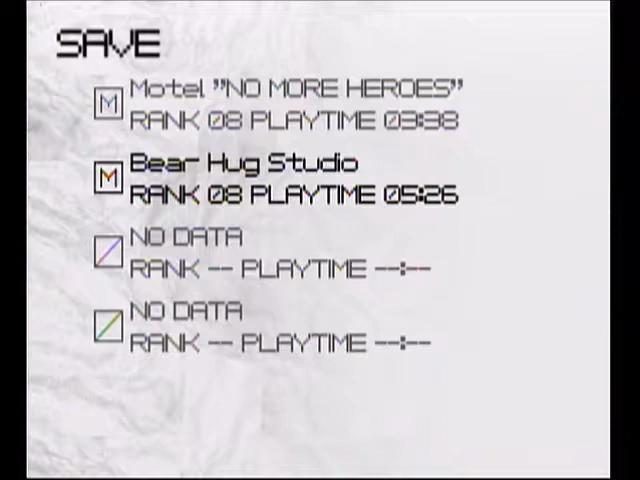 SAVE
M
Motel "NO MORE HEROES"
RANK 08 PLAYTIME 03:38
M
Bear Hug Studio
RANK 08 PLAYTIME 05:26
NO DATA
RANK -- PLAYTIME --:--
NO DATA
RANK -- PLAYTIME --:--